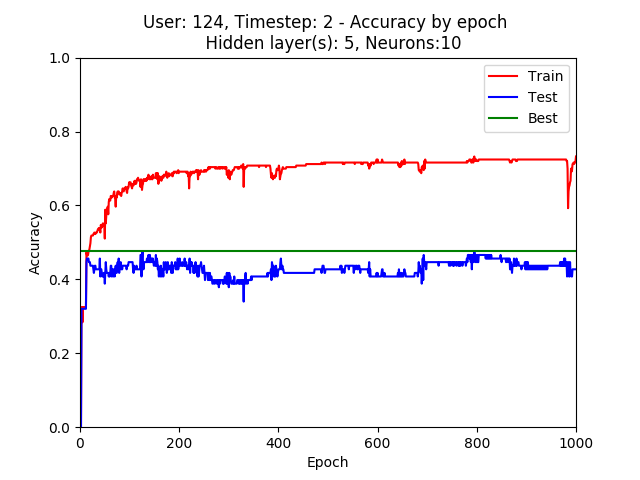 User: 124, Timestep: 2 - Accuracy by epoch
Hidden layer(s): 5, Neurons:10
1.0
0.8
0.6
0.4
0.2
0.0
Accuracy
Train
Test
Best
0
200
400
600
800
1000
Epoch